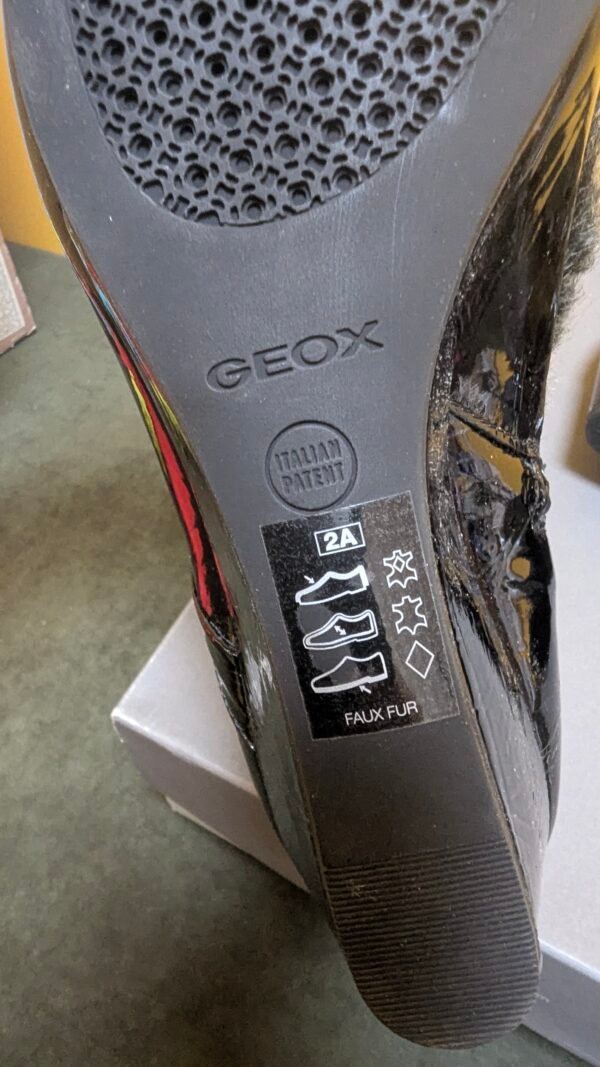 GEOX
ITALIAN
PATENT
2A
FAUX FUR